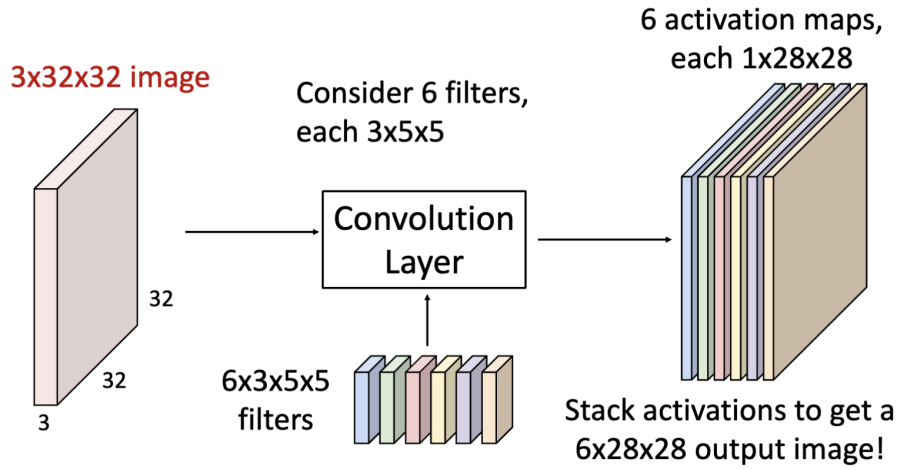 3x32x32 image
32
32
3
Consider 6 filters,
each 3x5x5
Convolution
Layer
6x3x5x5
filters
6 activation maps,
each 1x28x28
Stack activations to get a
6x28x28 output image!